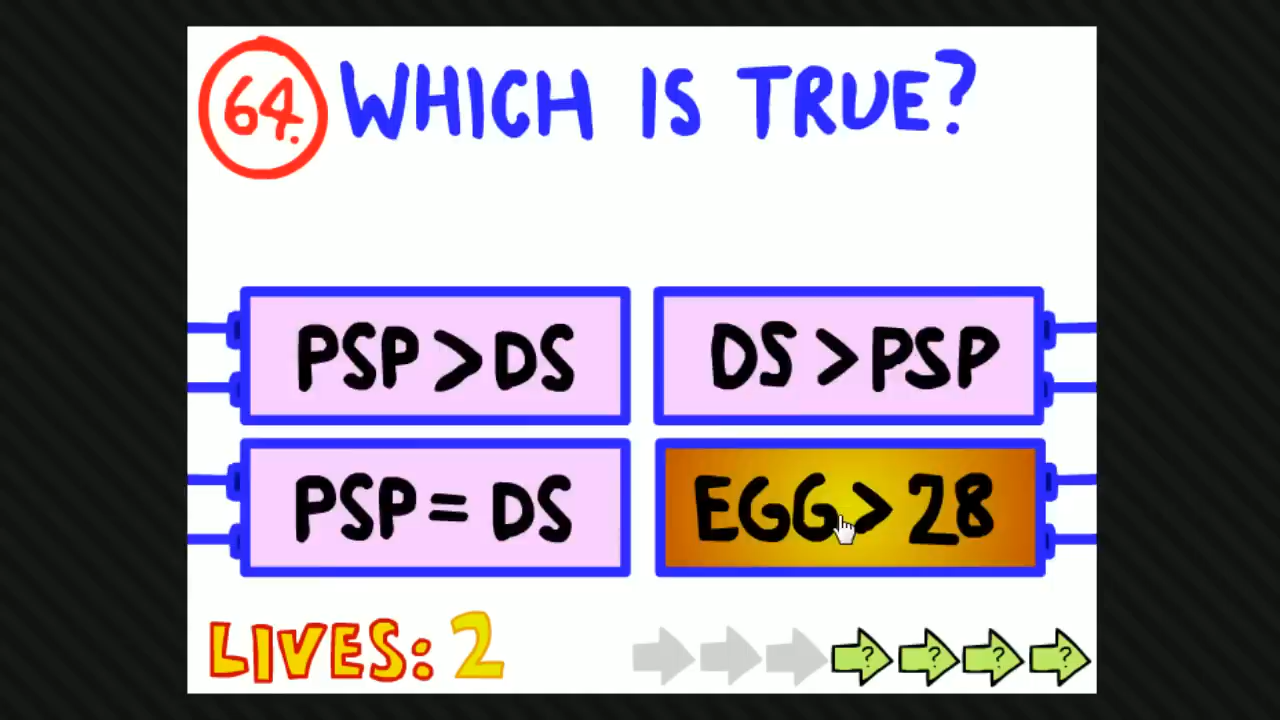 64. WHICH IS TRUE?
PSP > DS
DS > PSP
PSP = DS
EGG > 28
LIVES: 2
? ? ? ?